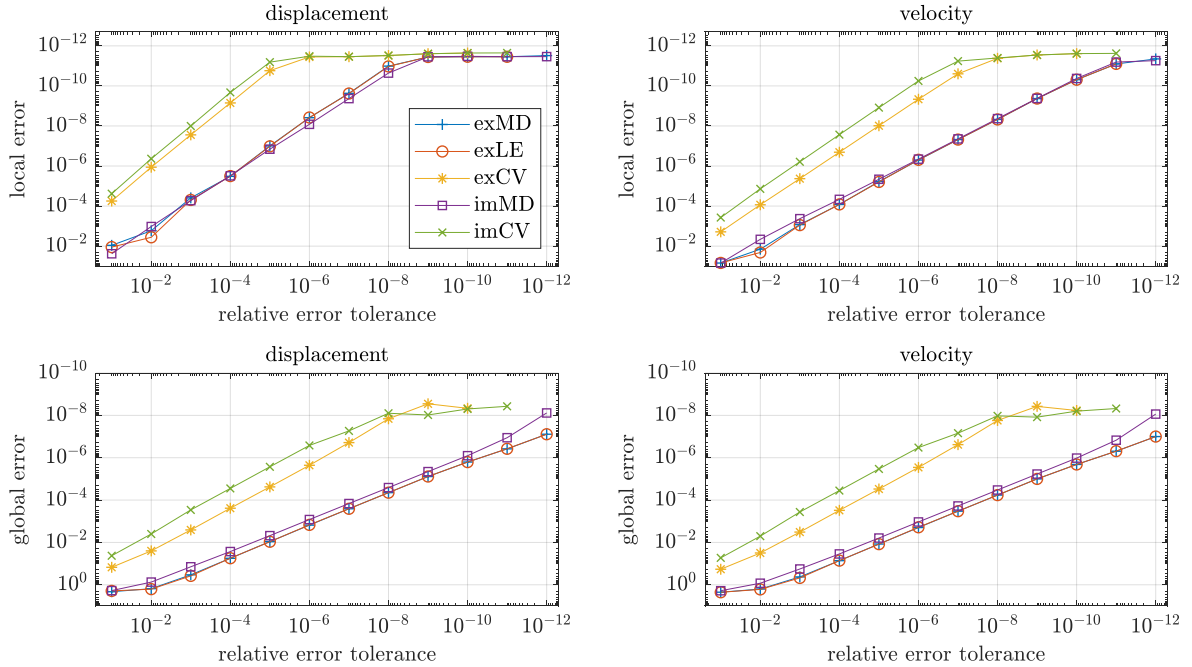 displacement
local error
10⁻¹²
10⁻¹⁰
10⁻⁸
10⁻⁶
10⁻⁴
10⁻²
10⁻² 10⁻⁴ 10⁻⁶ 10⁻⁸ 10⁻¹⁰ 10⁻¹²
relative error tolerance
exMD
exLE
exCV
imMD
imCV
velocity
local error
10⁻¹²
10⁻¹⁰
10⁻⁸
10⁻⁶
10⁻⁴
10⁻²
10⁻² 10⁻⁴ 10⁻⁶ 10⁻⁸ 10⁻¹⁰ 10⁻¹²
relative error tolerance
displacement
global error
10⁻¹⁰
10⁻⁸
10⁻⁶
10⁻⁴
10⁻²
10⁰
10⁻² 10⁻⁴ 10⁻⁶ 10⁻⁸ 10⁻¹⁰ 10⁻¹²
relative error tolerance
velocity
global error
10⁻¹⁰
10⁻⁸
10⁻⁶
10⁻⁴
10⁻²
10⁰
10⁻² 10⁻⁴ 10⁻⁶ 10⁻⁸ 10⁻¹⁰ 10⁻¹²
relative error tolerance